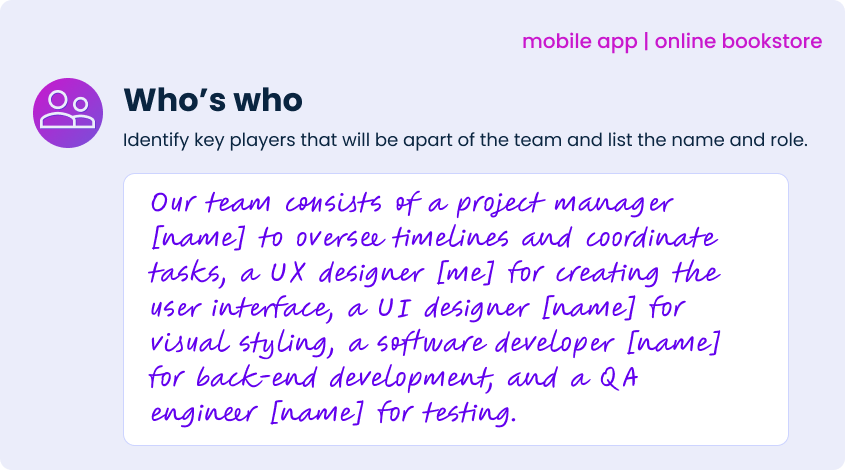 mobile app | online bookstore
Who’s who
Identify key players that will be apart of the team and list the name and role.
Our team consists of a project manager
[name] to oversee timelines and coordinate
tasks, a UX designer [me] for creating the
user interface, a UI designer [name] for
visual styling, a software developer [name]
for back-end development, and a QA
engineer [name] for testing.